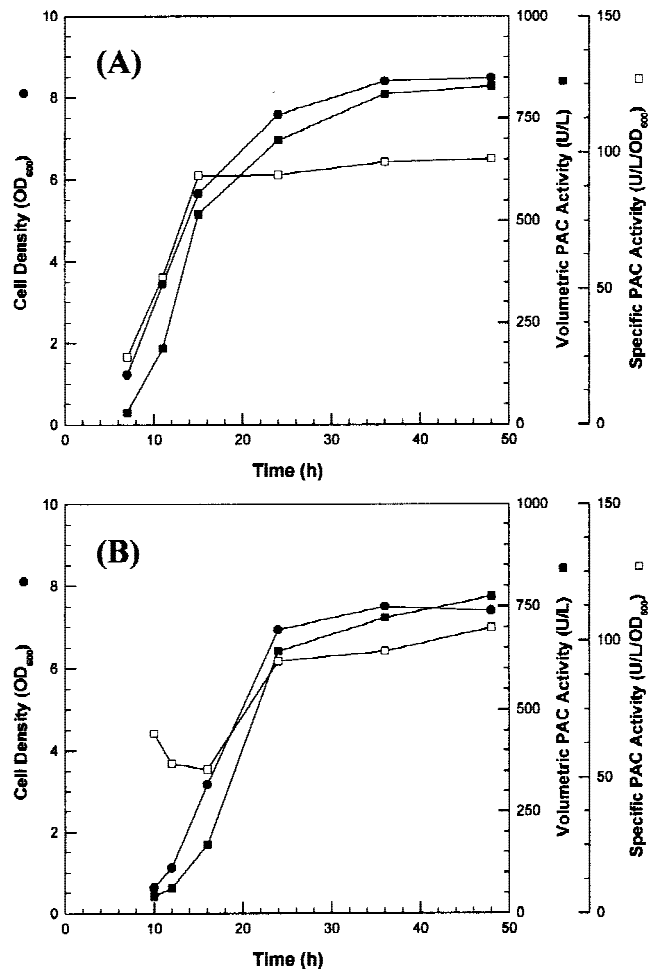 (A)
Cell Density (OD600)
10
8
6
4
2
0
0 10 20 30 40 50
Time (h)
1000
750
500
250
0
Volumetric PAC Activity (U/L)
150
100
50
0
Specific PAC Activity (U/L/OD600)
(B)
Cell Density (OD600)
10
8
6
4
2
0
0 10 20 30 40 50
Time (h)
1000
750
500
250
0
Volumetric PAC Activity (U/L)
150
100
50
0
Specific PAC Activity (U/L/OD600)